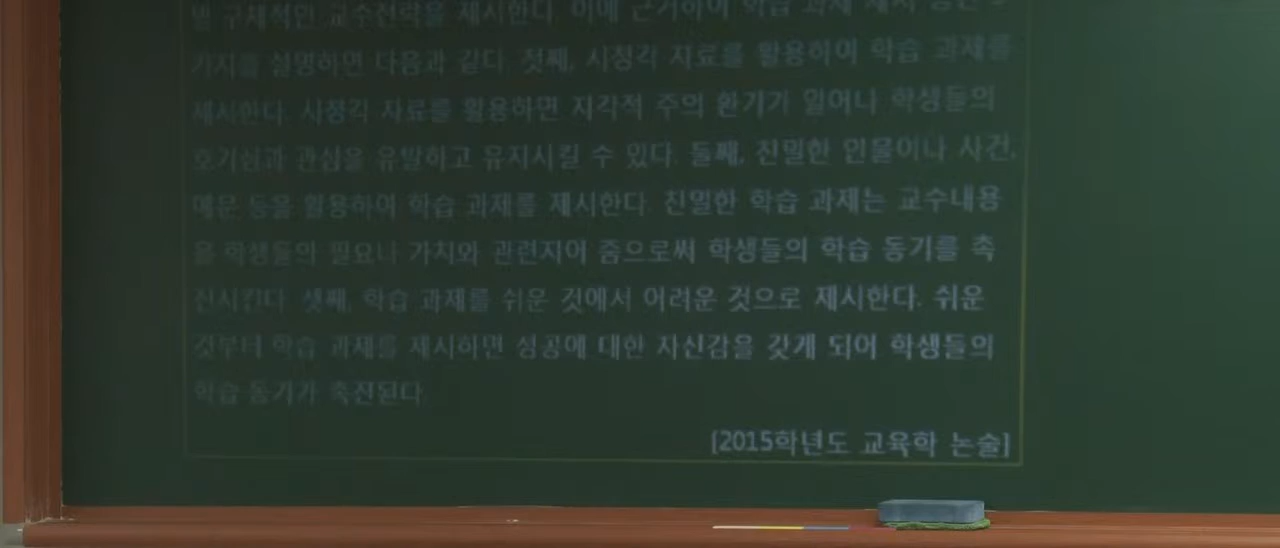 별 구체적인 교수전략을 제시한다. 이에 근거하여 학습 과제 제시 방안 3
가지를 설명하면 다음과 같다. 첫째, 시청각 자료를 활용하여 학습 과제를
제시한다. 시청각 자료를 활용하면 지각적 주의 환기가 일어나 학생들의
호기심과 관심을 유발하고 유지시킬 수 있다. 둘째, 친밀한 인물이나 사건,
예문 등을 활용하여 학습 과제를 제시한다. 친밀한 학습 과제는 교수내용
을 학생들의 필요나 가치와 관련지어 줌으로써 학생들의 학습 동기를 촉
진시킨다. 셋째, 학습 과제를 쉬운 것에서 어려운 것으로 제시한다. 쉬운
것부터 학습 과제를 제시하면 성공에 대한 자신감을 갖게 되어 학생들의
학습 동기가 촉진된다.
[2015학년도 교육학 논술]